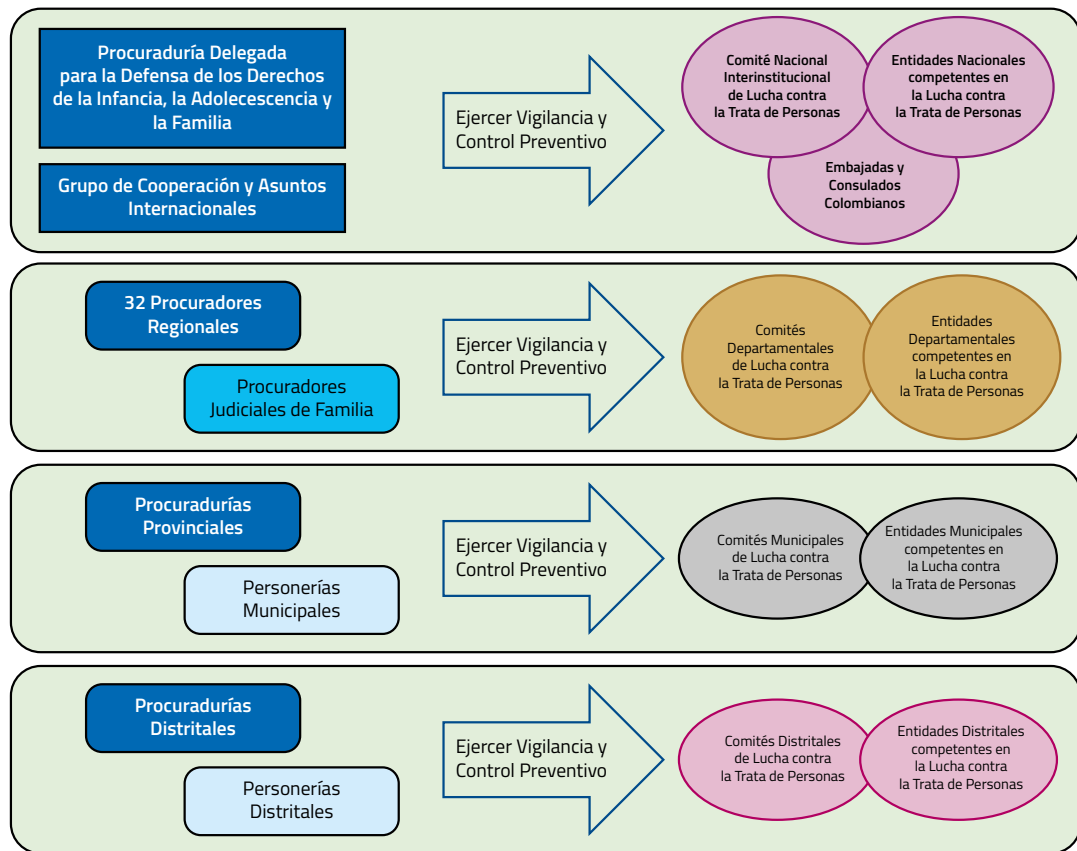 Procuraduría Delegada
para la Defensa de los Derechos
de la Infancia, la Adolecescencia y
la Familia
Grupo de Cooperación y Asuntos
Internacionales
Ejercer Vigilancia y
Control Preventivo
Comité Nacional
Interinstitucional
de Lucha contra
la Trata de Personas
Entidades Nacionales
competentes en
la Lucha contra
la Trata de Personas
Embajadas y
Consulados
Colombianos
32 Procuradores
Regionales
Procuradores
Judiciales de Familia
Ejercer Vigilancia y
Control Preventivo
Comités
Departamentales
de Lucha contra
la Trata de Personas
Entidades
Departamentales
competentes en
la Lucha contra
la Trata de Personas
Procuradurías
Provinciales
Personerías
Municipales
Ejercer Vigilancia y
Control Preventivo
Comités Municipales
de Lucha contra
la Trata de Personas
Entidades Municipales
competentes en
la Lucha contra
la Trata de Personas
Procuradurías
Distritales
Personerías
Distritales
Ejercer Vigilancia y
Control Preventivo
Comités Distritales
de Lucha contra
la Trata de Personas
Entidades Distritales
competentes en
la Lucha contra
la Trata de Personas